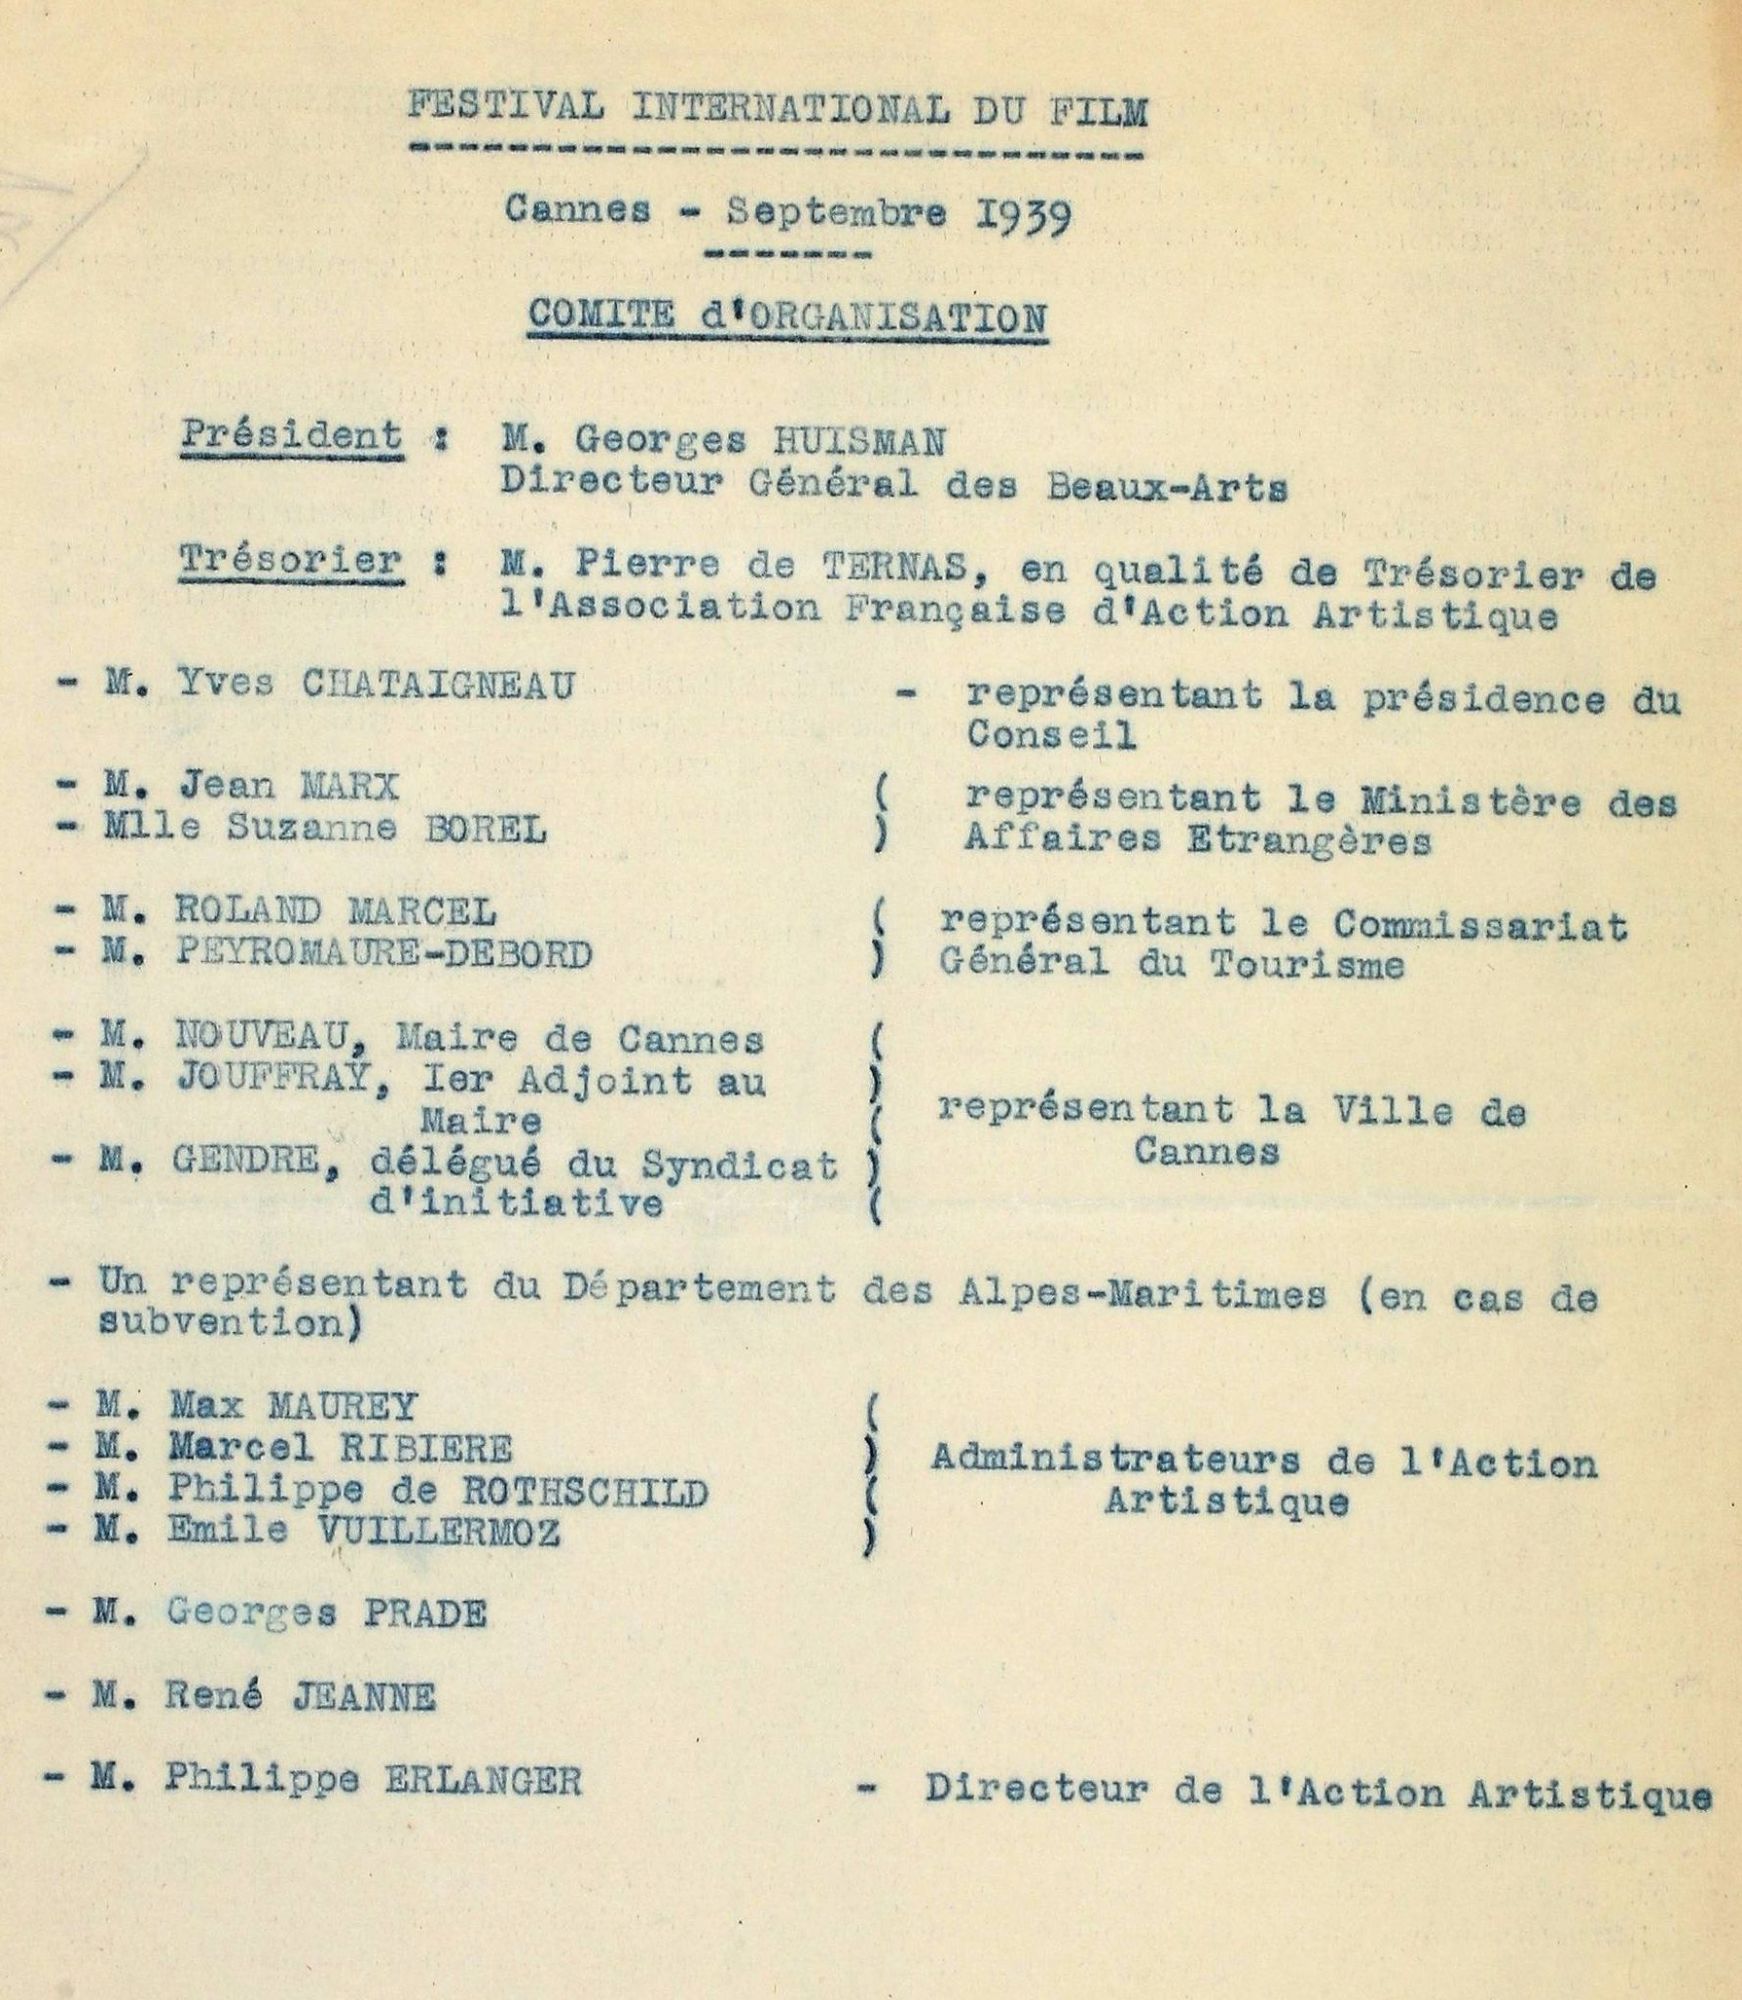 FESTIVAL INTERNATIONAL DU FILM
Cannes - Septembre I939
COMITE d'ORGANISATION
Président : M. Georges HUISMAN
Directeur Général des Beaux-Arts
Trésorier : M. Pierre de TERNAS, en qualité de Trésorier de
l'Association Française d'Action Artistique
- M. Yves CHATAIGNEAU - représentant la présidence du
Conseil
- M. Jean MARX ( représentant le Ministère des
- Mlle Suzanne BOREL ) Affaires Etrangères
- M. ROLAND MARCEL ( représentant le Commissariat
- M. PEYROMAURE-DEBORD ) Général du Tourisme
- M. NOUVEAU, Maire de Cannes (
- M. JOUFFRAY, Ier Adjoint au )
Maire ( représentant la Ville de
- M. GENDRE, délégué du Syndicat ) Cannes
d'initiative (
- Un représentant du Département des Alpes-Maritimes (en cas de
subvention)
- M. Max MAUREY (
- M. Marcel RIBIERE ) Administrateurs de l'Action
- M. Philippe de ROTHSCHILD ( Artistique
- M. Emile VUILLERMOZ )
- M. Georges PRADE
- M. René JEANNE
- M. Philippe ERLANGER - Directeur de l'Action Artistique